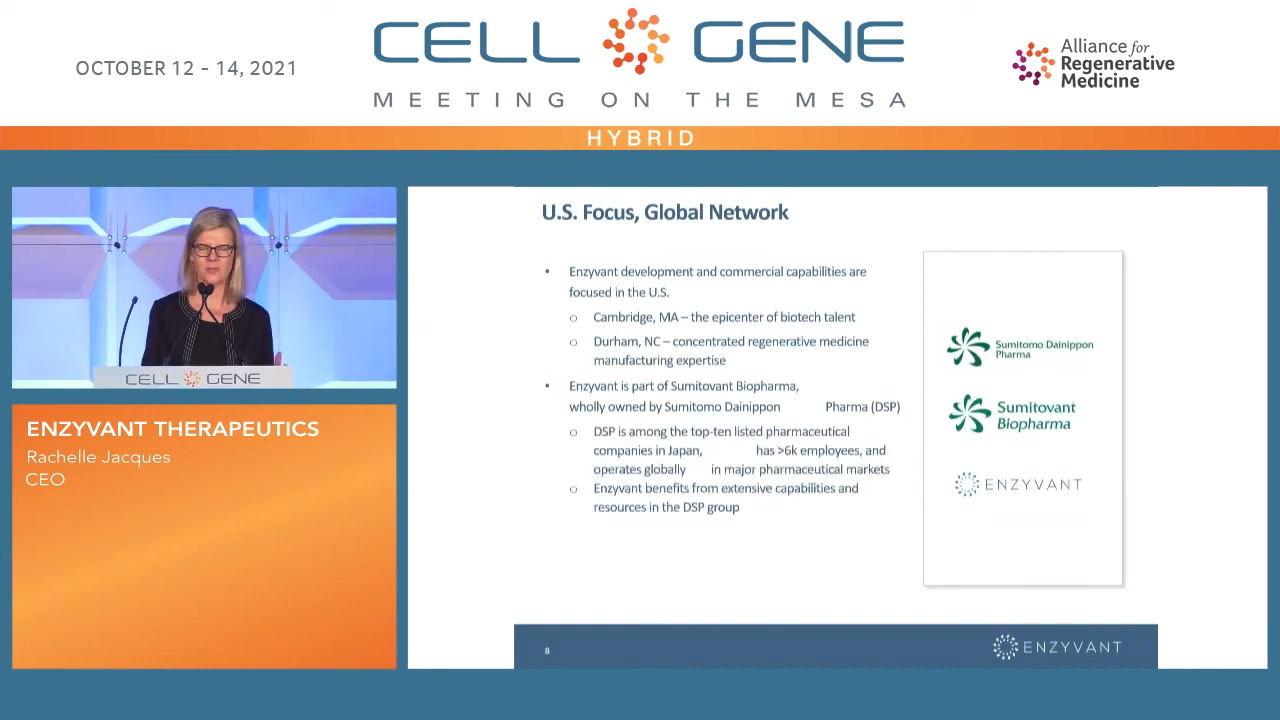 OCTOBER 12 - 14, 2021
CELL GENE
MEETING ON THE MESA
Alliance for
Regenerative
Medicine
HYBRID
CELL GENE
ENZYVANT THERAPEUTICS
Rachelle Jacques
CEO
U.S. Focus, Global Network
• Enzyvant development and commercial capabilities are
focused in the U.S.
o Cambridge, MA – the epicenter of biotech talent
o Durham, NC – concentrated regenerative medicine
manufacturing expertise
• Enzyvant is part of Sumitovant Biopharma,
wholly owned by Sumitomo Dainippon Pharma (DSP)
o DSP is among the top-ten listed pharmaceutical
companies in Japan, has >6k employees, and
operates globally in major pharmaceutical markets
o Enzyvant benefits from extensive capabilities and
resources in the DSP group
Sumitomo Dainippon
Pharma
Sumitovant
Biopharma
ENZYVANT
8
ENZYVANT